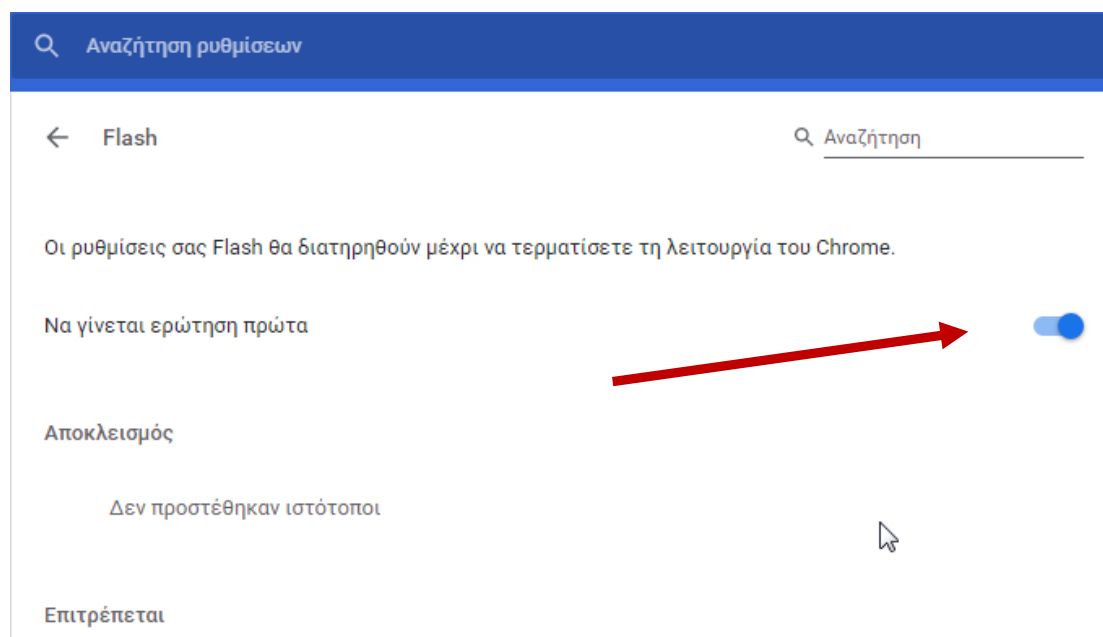 Αναζήτηση ρυθμίσεων
Flash
Αναζήτηση
Οι ρυθμίσεις σας Flash θα διατηρηθούν μέχρι να τερματίσετε τη λειτουργία του Chrome.
Να γίνεται ερώτηση πρώτα
Αποκλεισμός
Δεν προστέθηκαν ιστότοποι
Επιτρέπεται